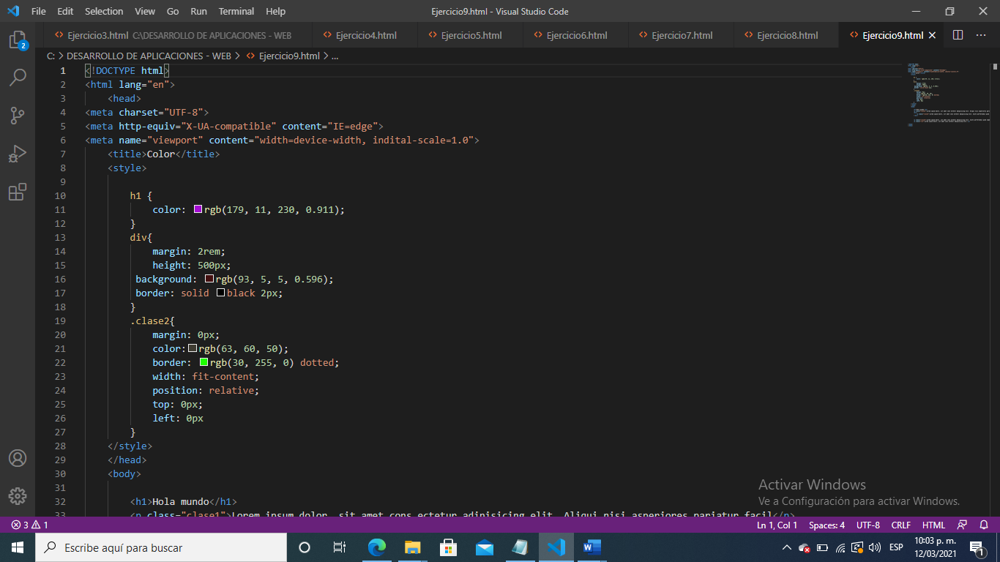 File Edit Selection View Go Run Terminal Help Ejercicio9.html - Visual Studio Code
Ejercicio3.html C:\DESARROLLO DE APLICACIONES - WEB Ejercicio4.html Ejercicio5.html Ejercicio6.html Ejercicio7.html Ejercicio8.html Ejercicio9.html
C: > DESARROLLO DE APLICACIONES - WEB > Ejercicio9.html > ...
1 <!DOCTYPE html>
2 <html lang="en">
3 <head>
4 <meta charset="UTF-8">
5 <meta http-equiv="X-UA-compatible" content="IE=edge">
6 <meta name="viewport" content="width=device-width, indital-scale=1.0">
7 <title>Color</title>
8 <style>
9
10 h1 {
11 color: rgb(179, 11, 230, 0.911);
12 }
13 div{
14 margin: 2rem;
15 height: 500px;
16 background: rgb(93, 5, 5, 0.596);
17 border: solid black 2px;
18 }
19 .clase2{
20 margin: 0px;
21 color: rgb(63, 60, 50);
22 border: rgb(30, 255, 0) dotted;
23 width: fit-content;
24 position: relative;
25 top: 0px;
26 left: 0px
27 }
28 </style>
29 </head>
30 <body>
31
32 <h1>Hola mundo</h1>
33 <p class="clase1">Lorem ipsum dolor, sit amet cons ectetur adipisicing elit. Aliqui nisi asperiores pariatur facil</p>
Activar Windows
Ve a Configuración para activar Windows.
2
3 1 Ln 1, Col 1 Spaces: 4 UTF-8 CRLF HTML
Escribe aquí para buscar
W ESP 10:03 p. m.
12/03/2021
1